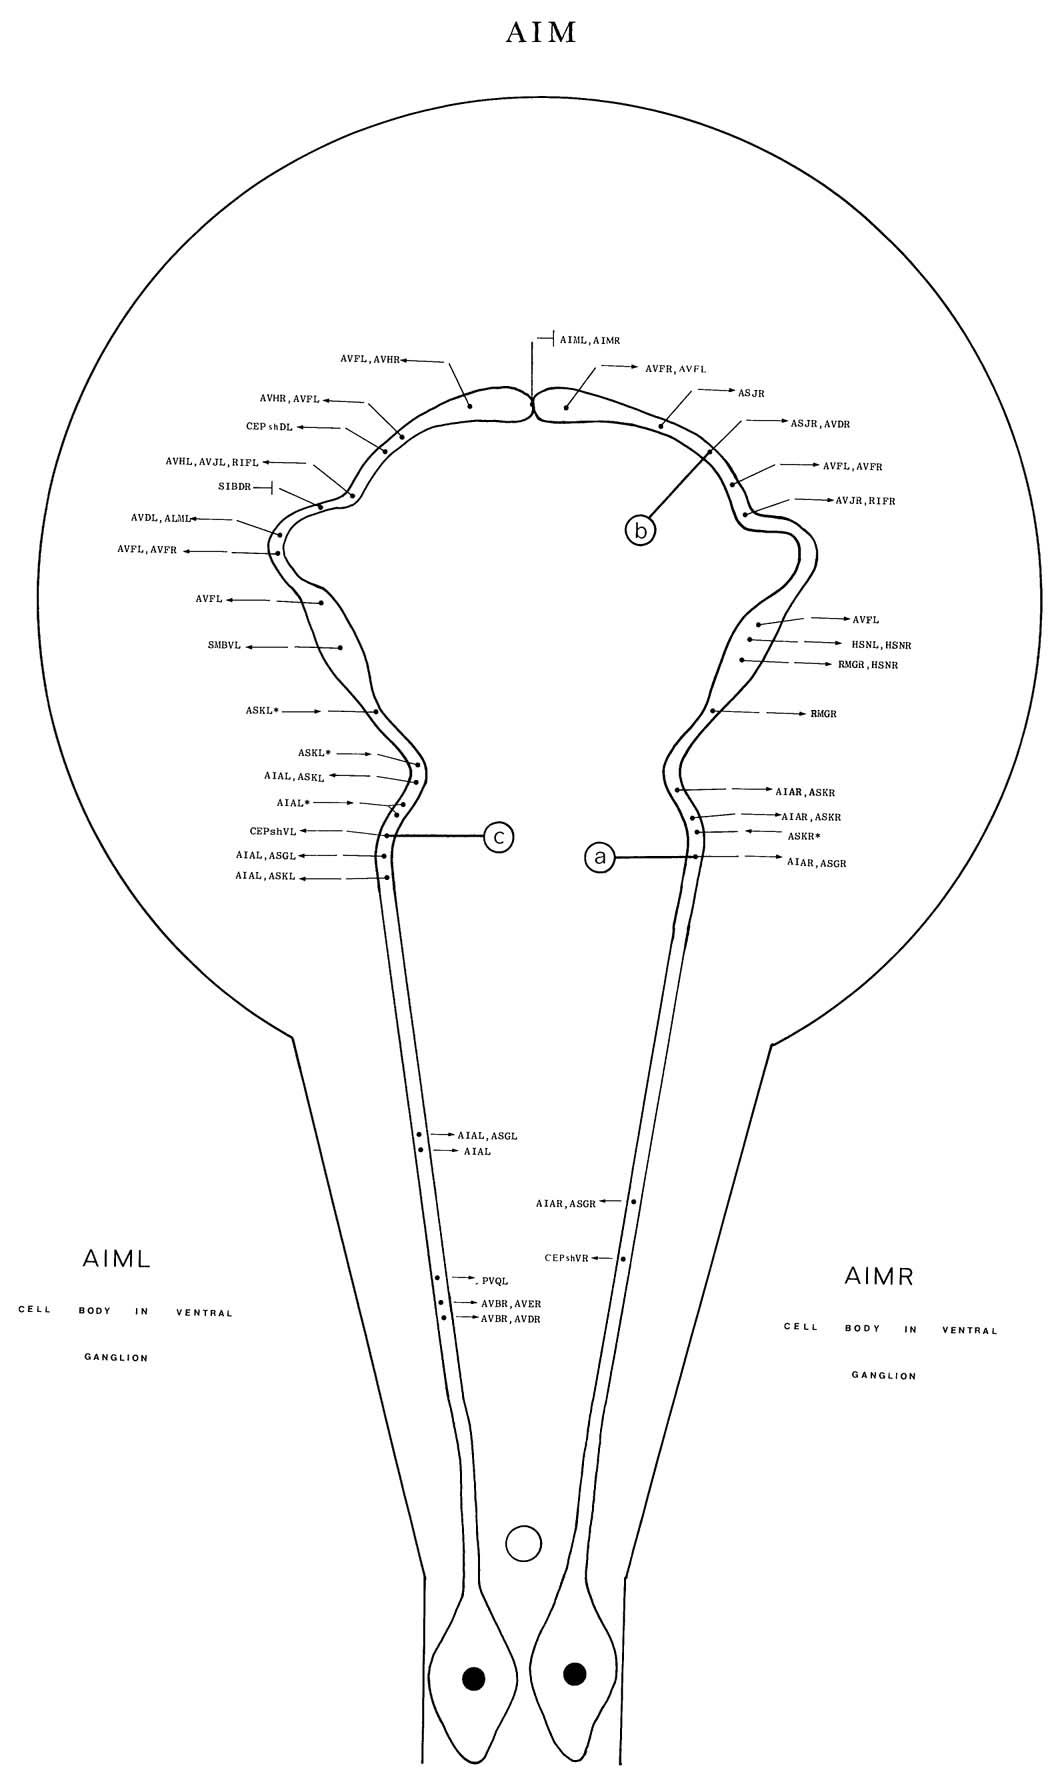 AIM
AIML,AIMR
AVFL,AVHR
AVFR,AVFL
ASJR
AVHR,AVFL
ASJR,AVDR
CEPshDL
AVHL,AVJL,RIFL
AVFL,AVFR
SIBDR
AVJR,RIFR
AVDL,ALML
AVFL,AVFR
b
AVFL
AVFL
SMBVL
HSNL,HSNR
RMGR,HSNR
ASKL*
RMGR
ASKL*
AIAL,ASKL
AIAR,ASKR
AIAL*
AIAR,ASKR
CEPshVL
c
ASKR*
AIAL,ASGL
a
AIAR,ASGR
AIAL,ASKL
AIAL,ASGL
AIAL
AIAR,ASGR
CEPshVR
PVQL
AVBR,AVER
AVBR,AVDR
AIML
CELL BODY IN VENTRAL
GANGLION
AIMR
CELL BODY IN VENTRAL
GANGLION